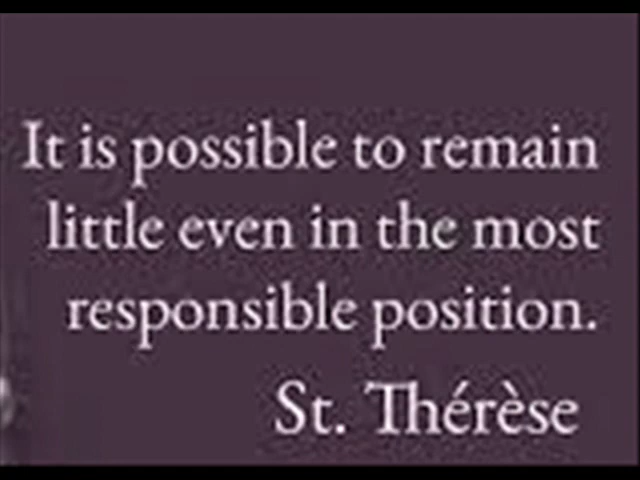 It is possible to remain
little even in the most
responsible position.
St. Thérèse